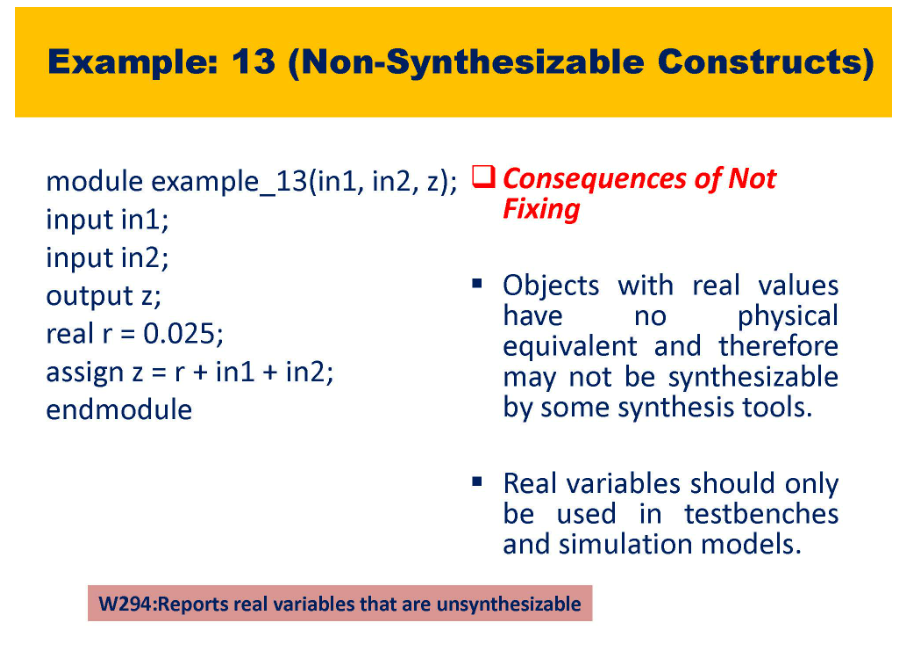 Example: 13 (Non-Synthesizable Constructs)
module example_13(in1, in2, z);
input in1;
input in2;
output z;
real r = 0.025;
assign z = r + in1 + in2;
endmodule
❑ Consequences of Not
Fixing
▪ Objects with real values
have no physical
equivalent and therefore
may not be synthesizable
by some synthesis tools.
▪ Real variables should only
be used in testbenches
and simulation models.
W294:Reports real variables that are unsynthesizable